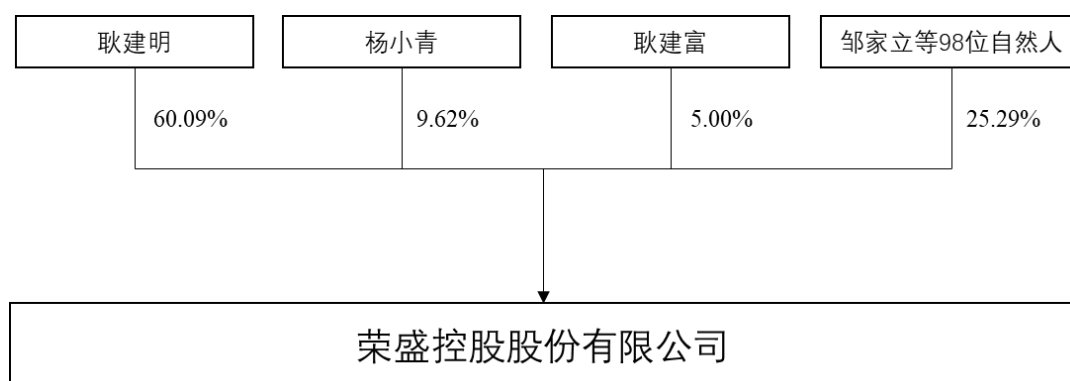 耿建明
杨小青
耿建富
邹家立等98位自然人
60.09%
9.62%
5.00%
25.29%
荣盛控股股份有限公司